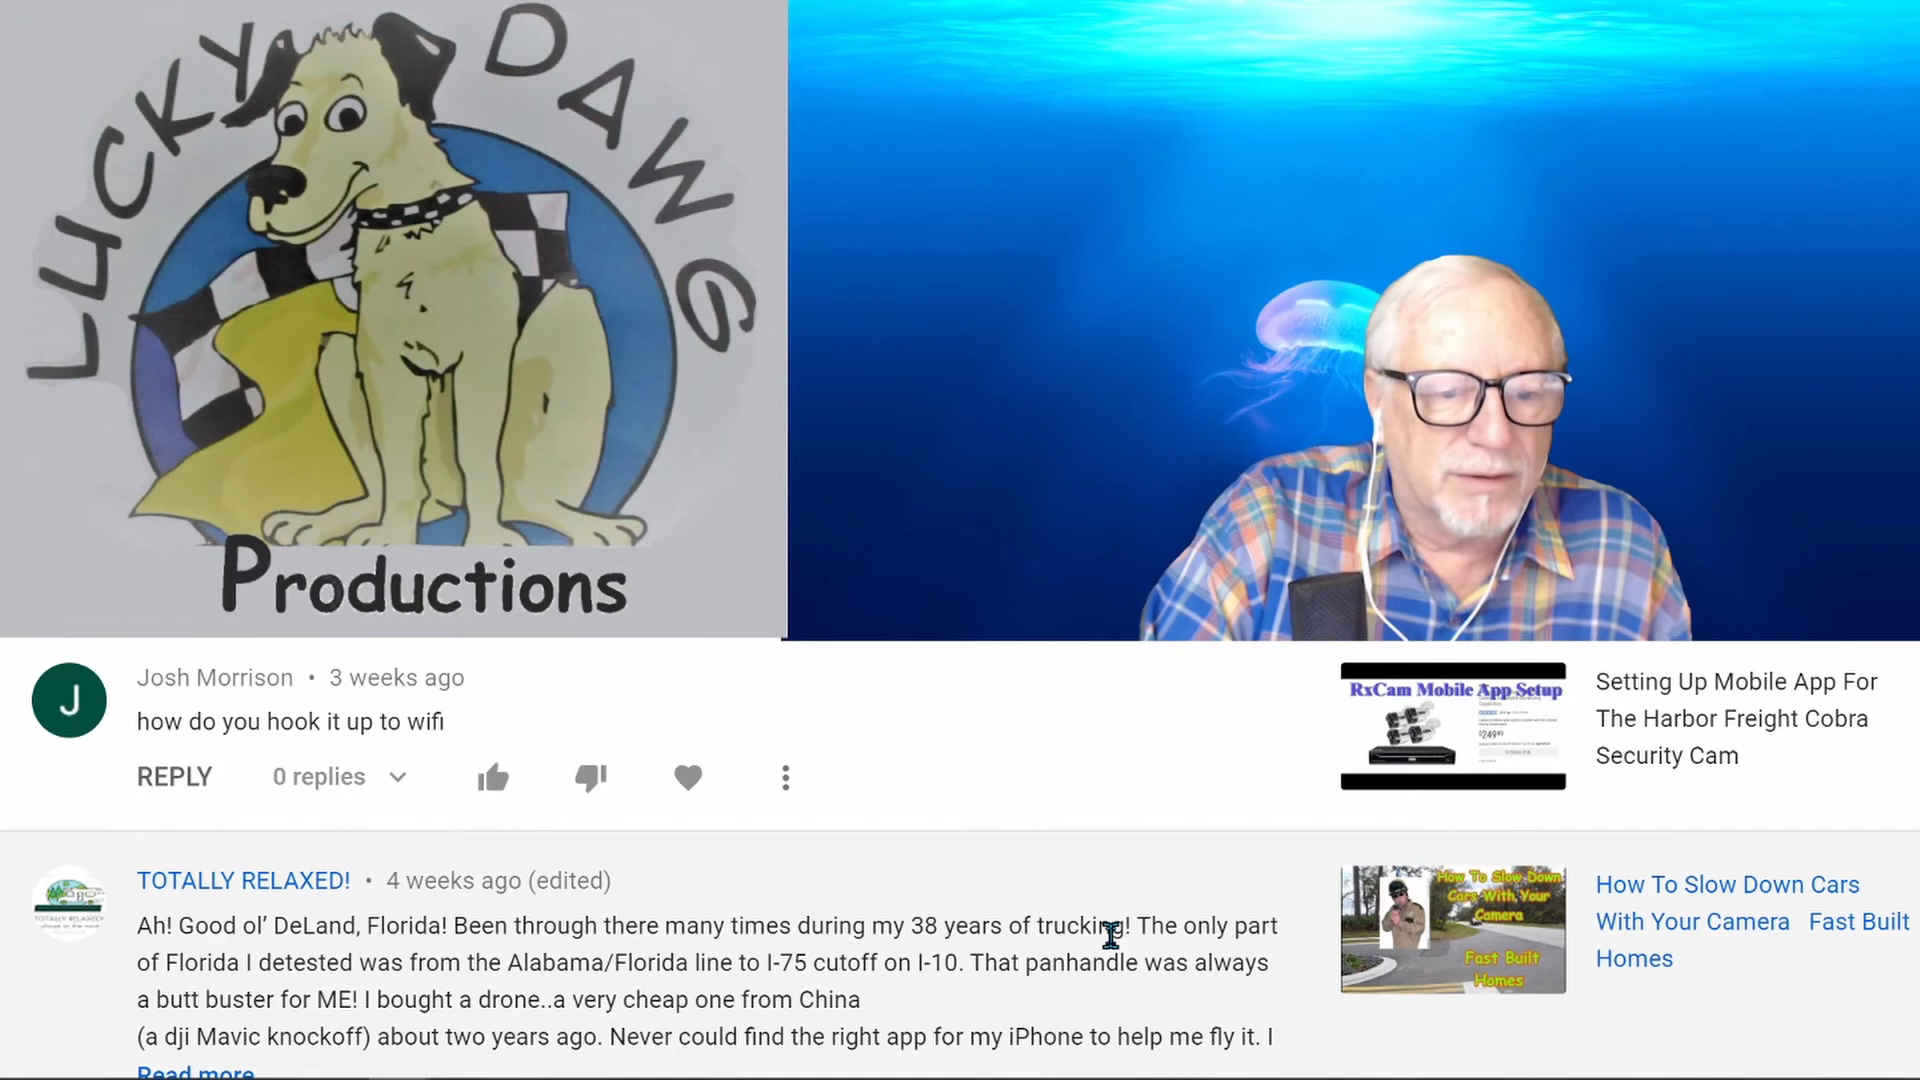 LUCKY DAWG
Productions
Josh Morrison • 3 weeks ago
how do you hook it up to wifi
REPLY 0 replies
RxCam Mobile App Setup
$249
Setting Up Mobile App For
The Harbor Freight Cobra
Security Cam
TOTALLY RELAXED! • 4 weeks ago (edited)
Ah! Good ol’ DeLand, Florida! Been through there many times during my 38 years of trucking! The only part
of Florida I detested was from the Alabama/Florida line to I-75 cutoff on I-10. That panhandle was always
a butt buster for ME! I bought a drone..a very cheap one from China
(a dji Mavic knockoff) about two years ago. Never could find the right app for my iPhone to help me fly it. I
Read more
TOTALLY RELAXED!
How To Slow Down
Cars With Your
Camera
Fast Built
Homes
How To Slow Down Cars
With Your Camera Fast Built
Homes